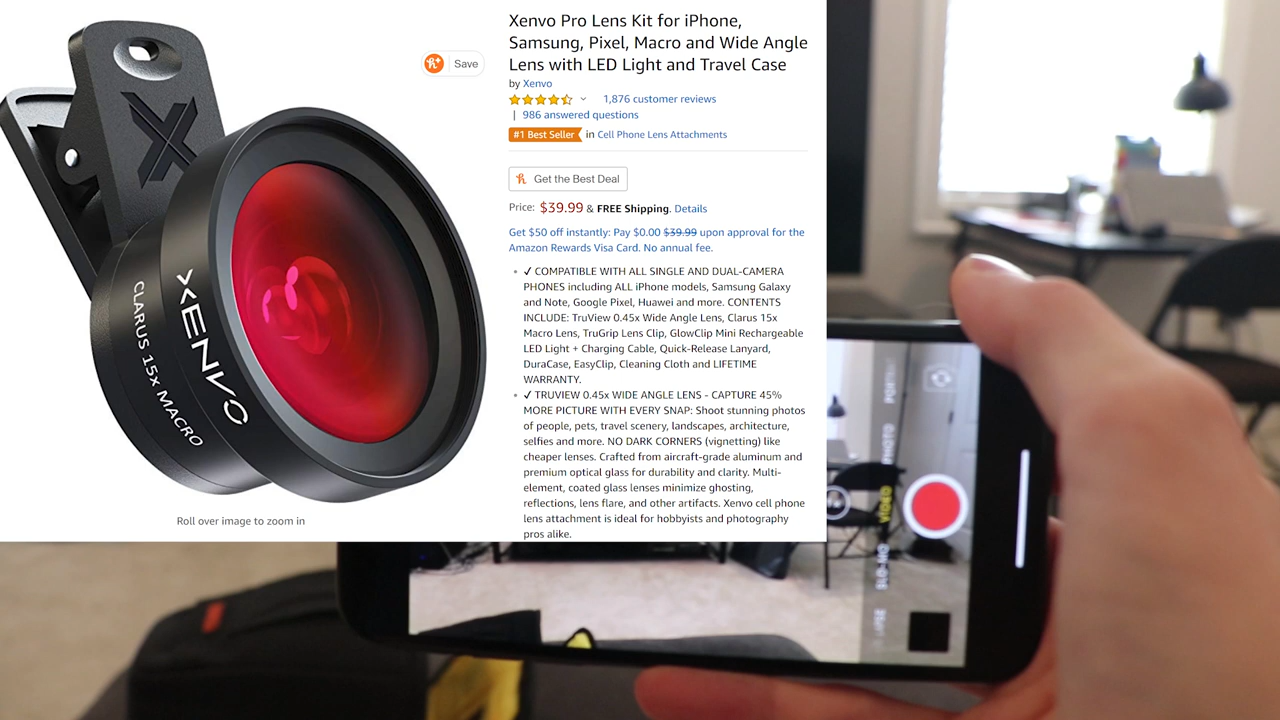 Xenvo Pro Lens Kit for iPhone,
Samsung, Pixel, Macro and Wide Angle
Lens with LED Light and Travel Case
Save
by Xenvo
1,876 customer reviews
| 986 answered questions
#1 Best Seller in Cell Phone Lens Attachments
Get the Best Deal
Price: $39.99 & FREE Shipping. Details
Get $50 off instantly: Pay $0.00 $39.99 upon approval for the
Amazon Rewards Visa Card. No annual fee.
✓ COMPATIBLE WITH ALL SINGLE AND DUAL-CAMERA
PHONES including ALL iPhone models, Samsung Galaxy
and Note, Google Pixel, Huawei and more. CONTENTS
INCLUDE: TruView 0.45x Wide Angle Lens, Clarus 15x
Macro Lens, TruGrip Lens Clip, GlowClip Mini Rechargeable
LED Light + Charging Cable, Quick-Release Lanyard,
DuraCase, EasyClip, Cleaning Cloth and LIFETIME
WARRANTY.
✓ TRUVIEW 0.45x WIDE ANGLE LENS - CAPTURE 45%
MORE PICTURE WITH EVERY SNAP: Shoot stunning photos
of people, pets, travel scenery, landscapes, architecture,
selfies and more. NO DARK CORNERS (vignetting) like
cheaper lenses. Crafted from aircraft-grade aluminum and
premium optical glass for durability and clarity. Multi-
element, coated glass lenses minimize ghosting,
reflections, lens flare, and other artifacts. Xenvo cell phone
lens attachment is ideal for hobbyists and photography
pros alike.
X
XENVO
CLARUS 15x MACRO
Roll over image to zoom in
PHOTO
VIDEO
SLO-MO